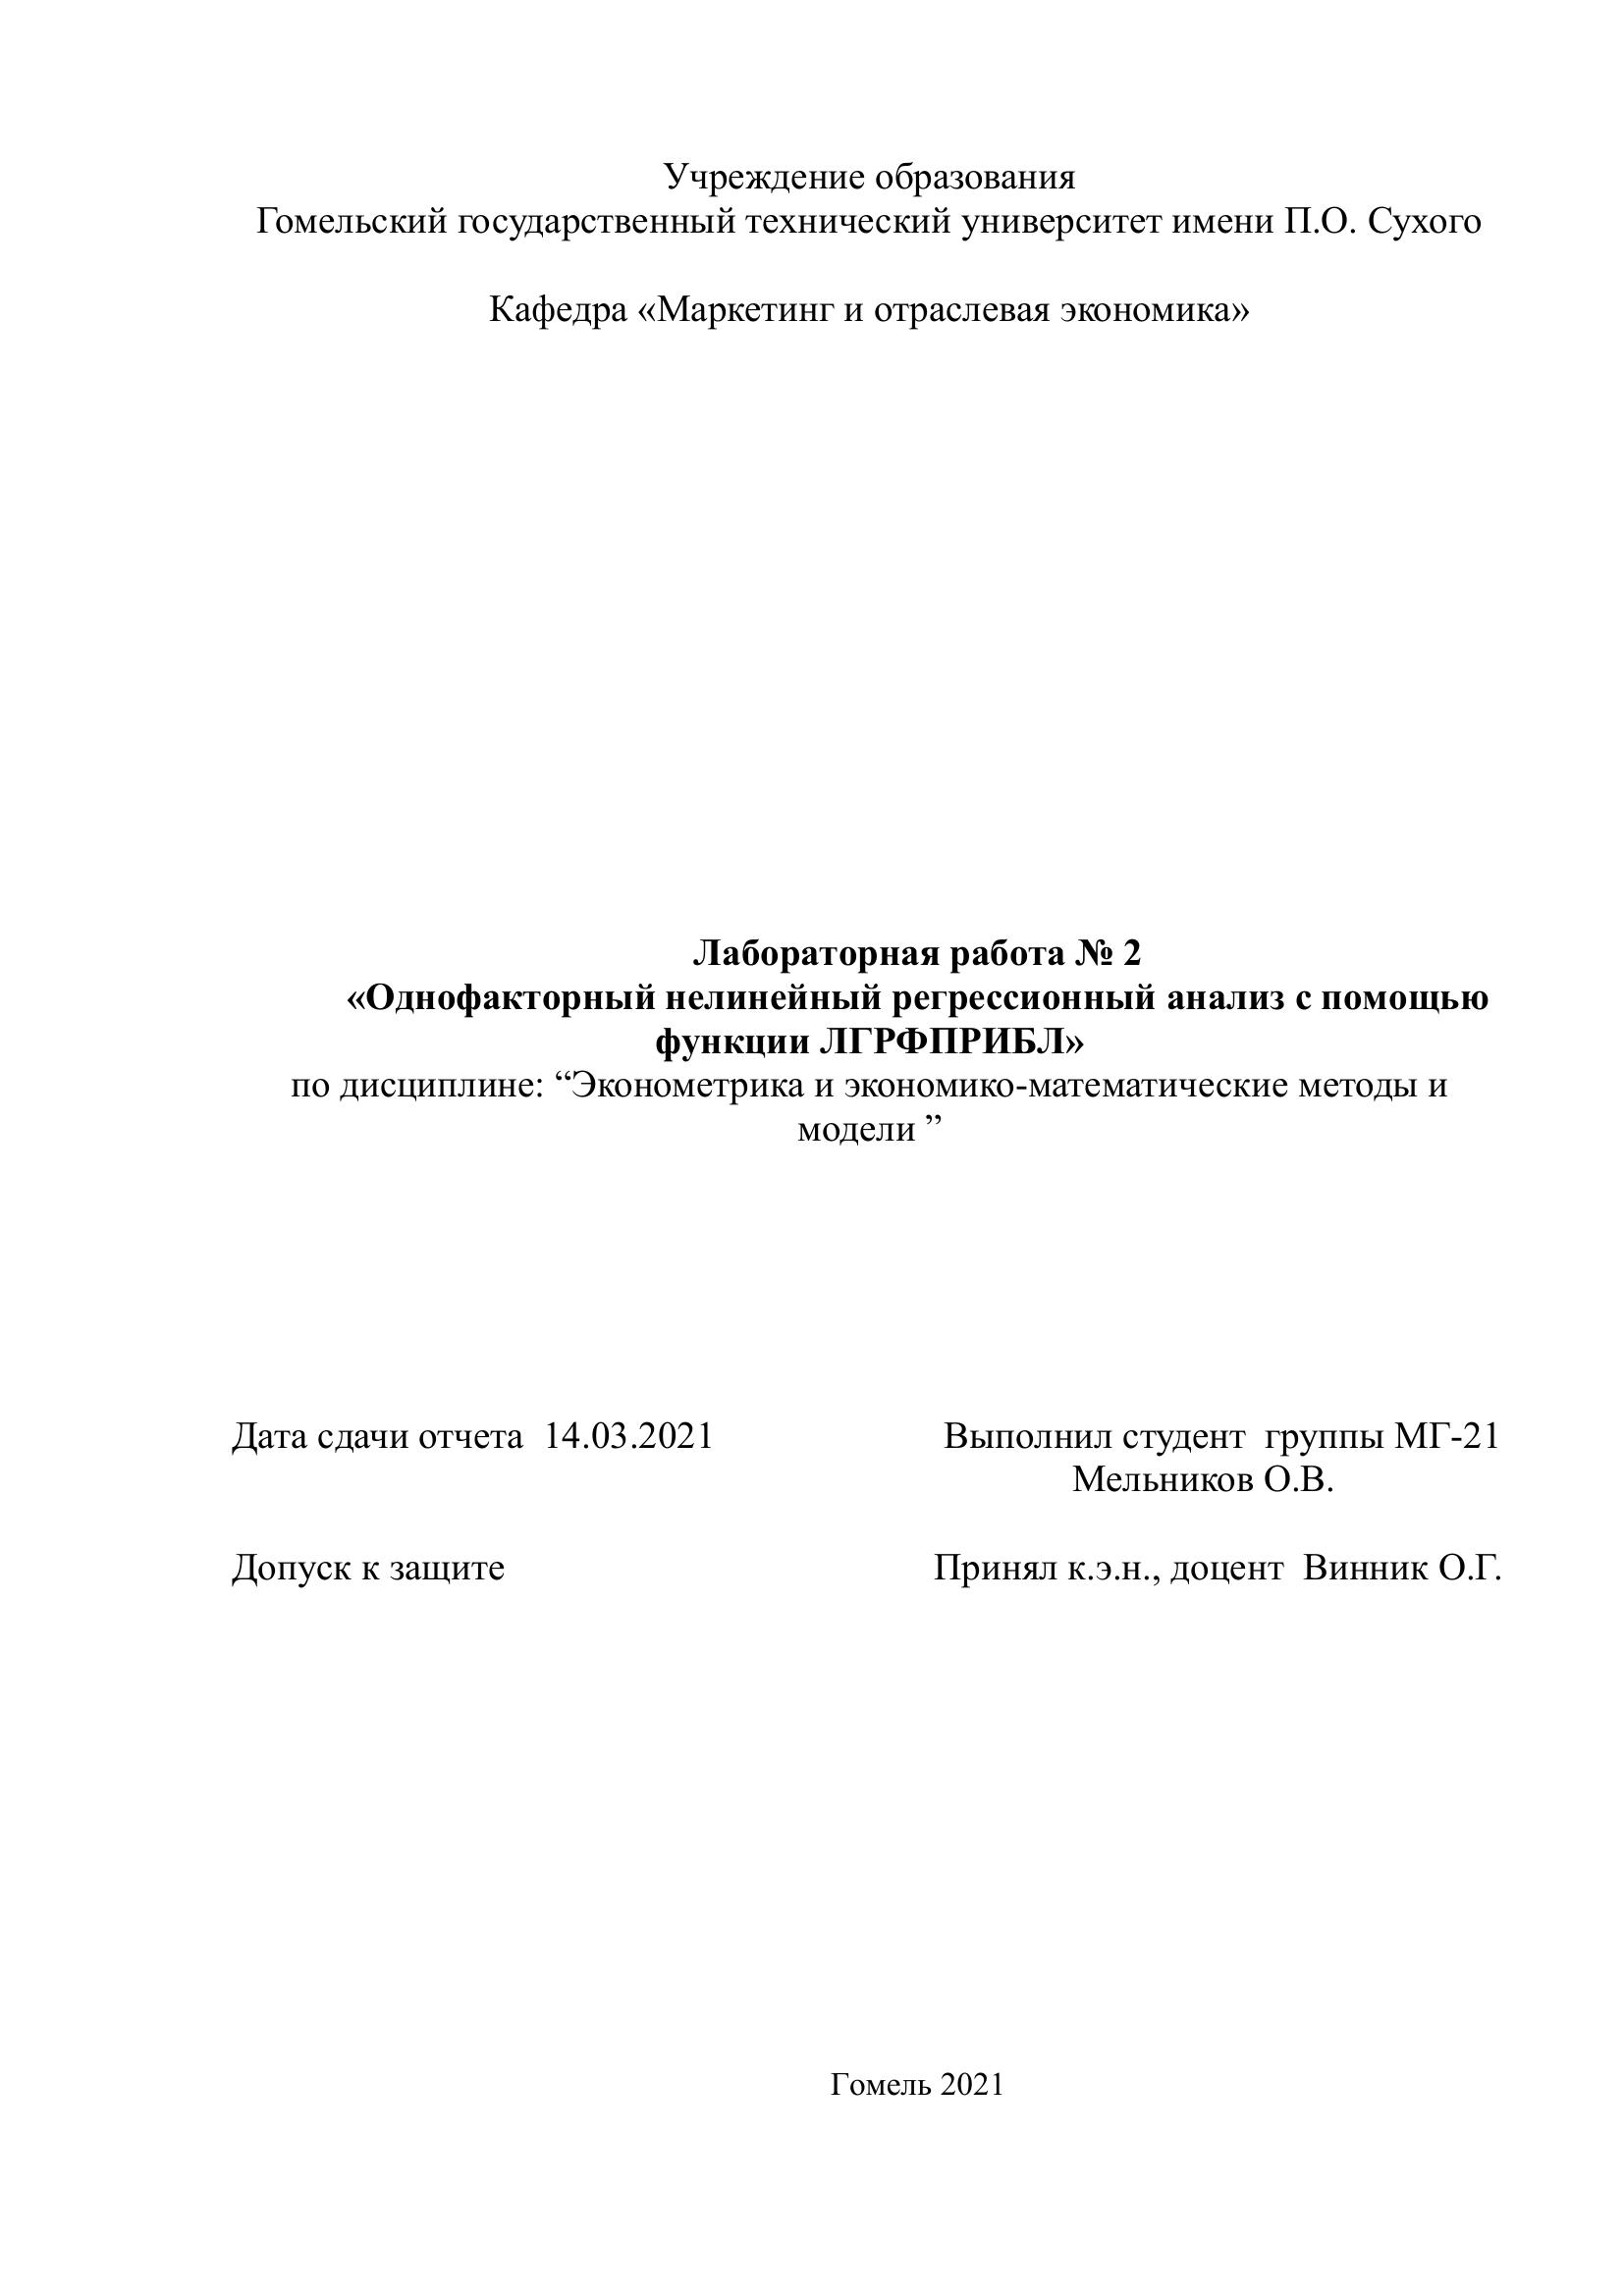 Учреждение образования
Гомельский государственный технический университет имени П.О. Сухого
Кафедра «Маркетинг и отраслевая экономика»
Лабораторная работа № 2
«Однофакторный нелинейный регрессионный анализ с помощью
функции ЛГРФПРИБЛ»
по дисциплине: “Эконометрика и экономико-математические методы и
модели ”
Дата сдачи отчета 14.03.2021 Выполнил студент группы МГ-21
Мельников О.В.
Допуск к защите Принял к.э.н., доцент Винник О.Г.
Гомель 2021